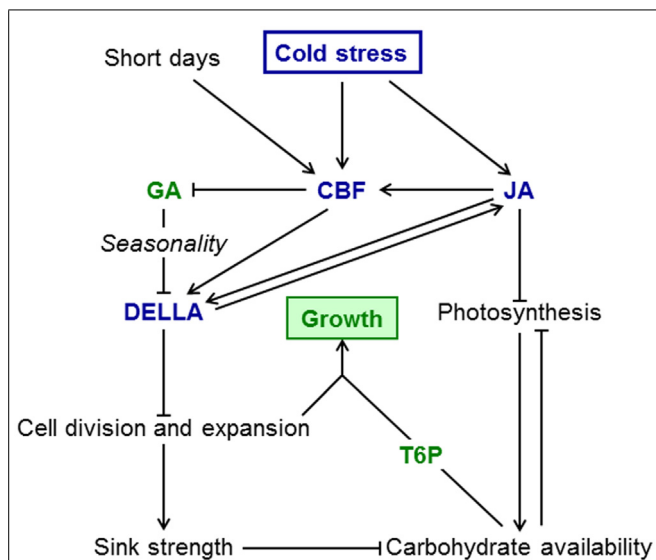 Short days
Cold stress
GA
CBF
JA
Seasonality
DELLA
Growth
Photosynthesis
Cell division and expansion
T6P
Sink strength
Carbohydrate availability